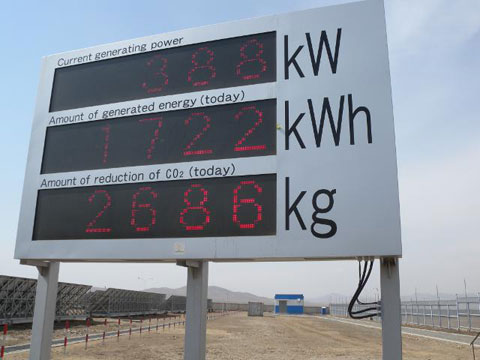 Current generating power
388 kW
Amount of generated energy (today)
1722 kWh
Amount of reduction of CO₂ (today)
2686 kg